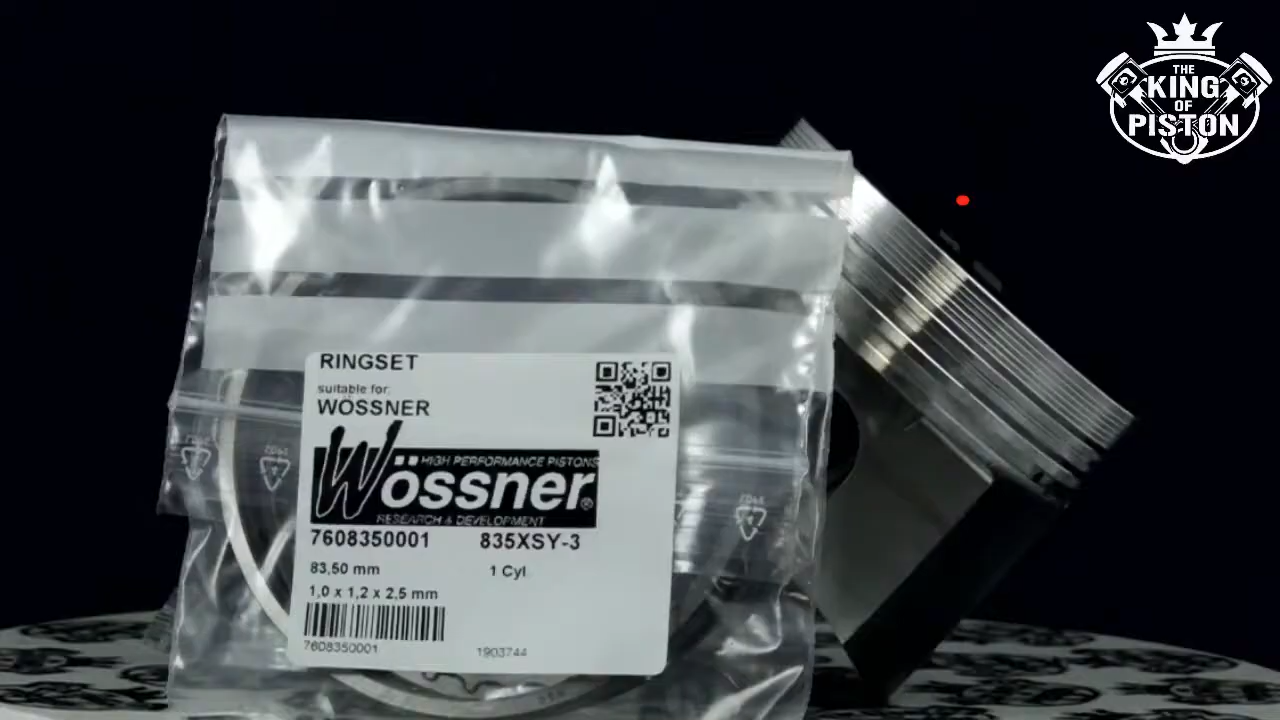 THE
KING
OF
PISTON
RINGSET
suitable for:
WÖSSNER
HIGH PERFORMANCE PISTONS
Wössner®
RESEARCH & DEVELOPMENT
7608350001 835XSY-3
83,50 mm 1 Cyl
1,0 x 1,2 x 2,5 mm
7608350001 1903744